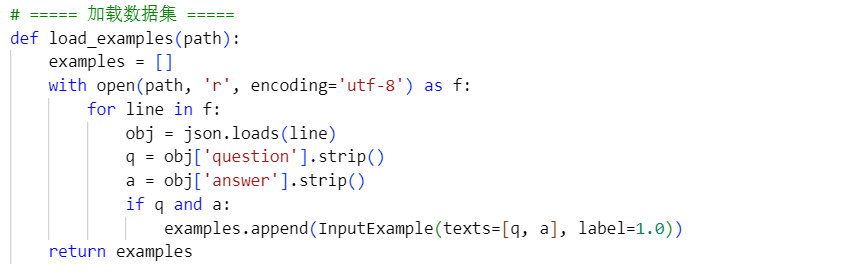 # ===== 加载数据集 =====
def load_examples(path):
    examples = []
    with open(path, 'r', encoding='utf-8') as f:
        for line in f:
            obj = json.loads(line)
            q = obj['question'].strip()
            a = obj['answer'].strip()
            if q and a:
                examples.append(InputExample(texts=[q, a], label=1.0))
    return examples